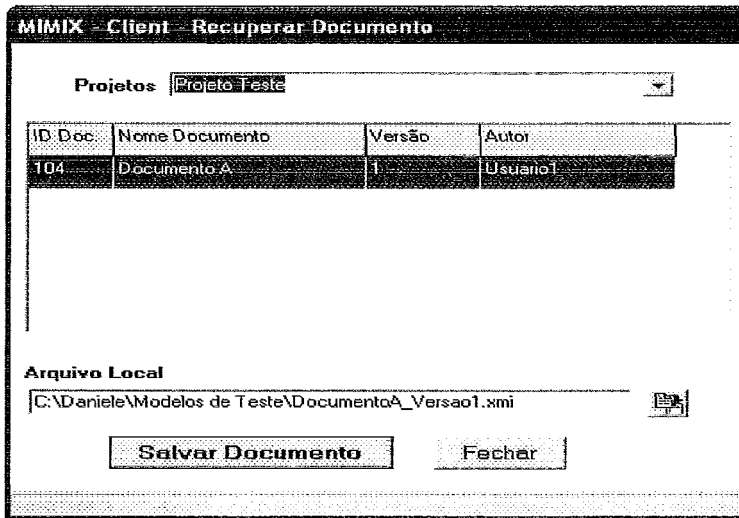 MIMIX - Client - Recuperar Documento
Projetos Projeto Teste
ID Doc. Nome Documento Versão Autor
104 Documento A 1 Usuario1
Arquivo Local
C:\Daniele\Modelos de Teste\DocumentoA_Versao1.xmi
Salvar Documento Fechar